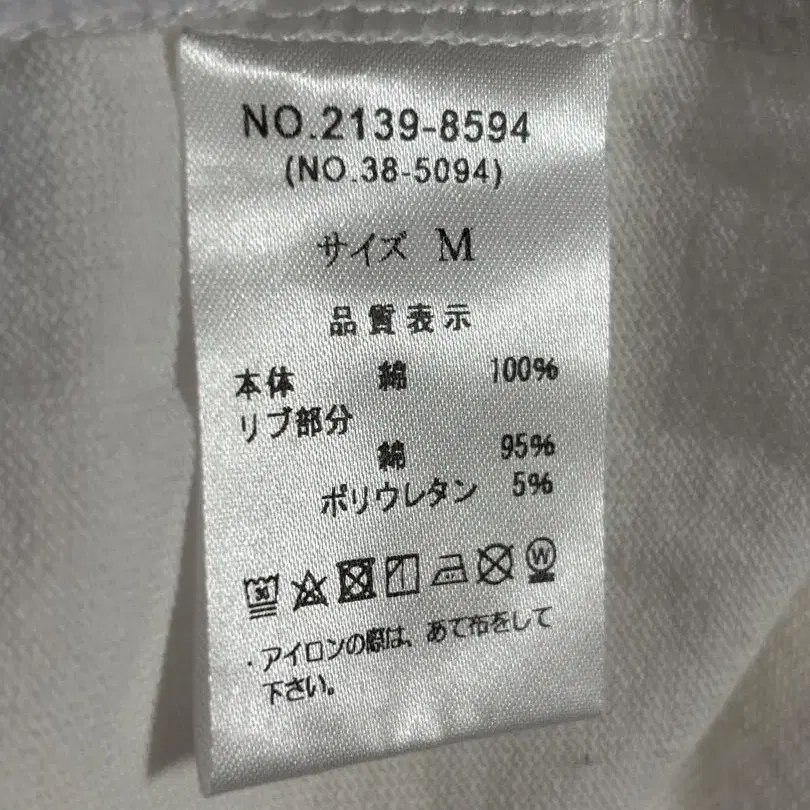 NO.2139-8594
(NO.38-5094)
サイズ M
品質表示
本体 綿 100%
リブ部分
綿 95%
ポリウレタン 5%
30 W
・アイロンの際は、あて布をして
下さい。